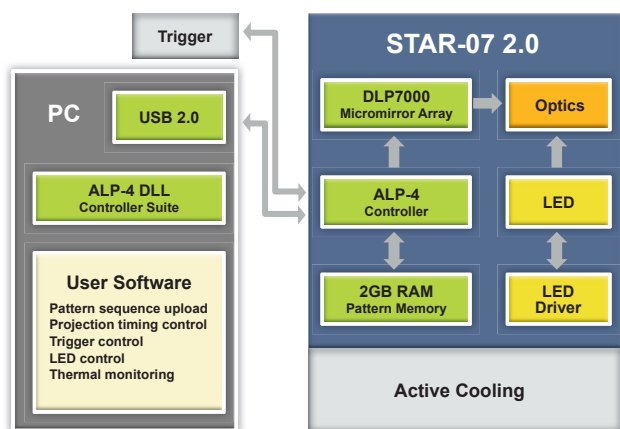 Trigger
PC
USB 2.0
ALP-4 DLL
Controller Suite
User Software
Pattern sequence upload
Projection timing control
Trigger control
LED control
Thermal monitoring
STAR-07 2.0
DLP7000
Micromirror Array
Optics
ALP-4
Controller
LED
2GB RAM
Pattern Memory
LED
Driver
Active Cooling